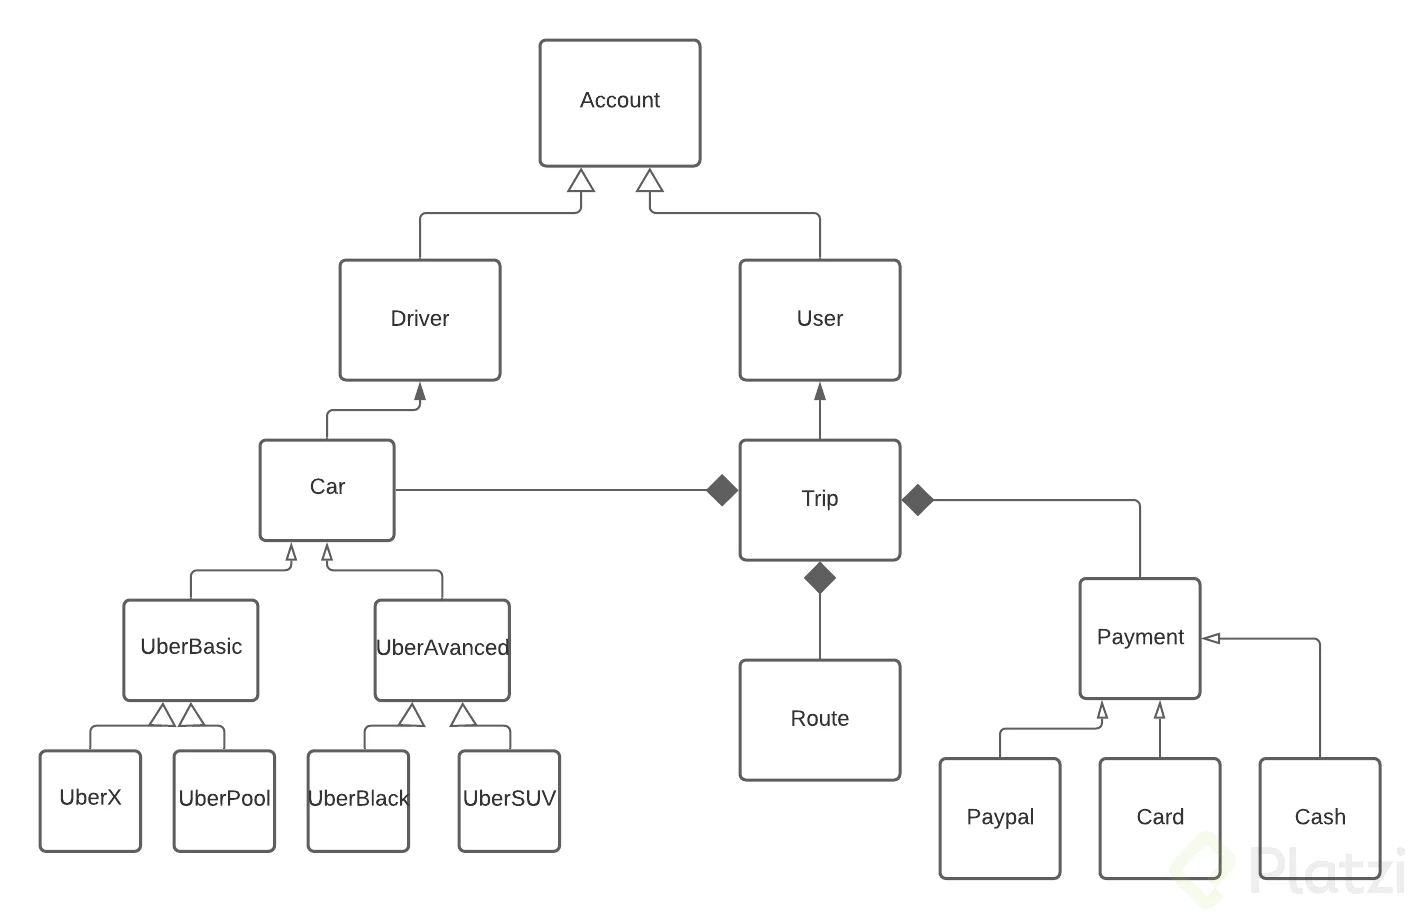 Account
Driver
User
Car
Trip
UberBasic
UberAvanced
Payment
Route
UberX
UberPool
UberBlack
UberSUV
Paypal
Card
Cash
Platzi